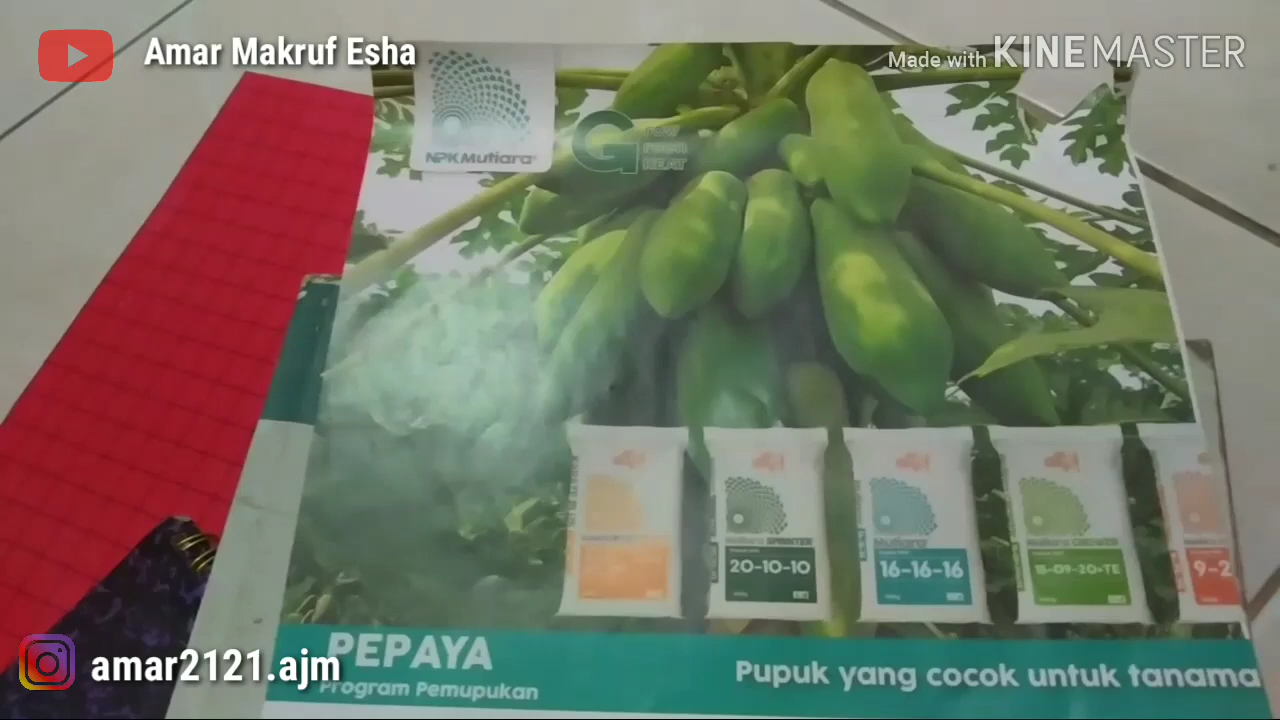 Amar Makruf Esha
Made with KINEMASTER
NPK Mutiara
G
PEPAYA
Program Pemupukan
20-10-10
Mutiara
16-16-16
15-09-20+TE
9-2
Pupuk yang cocok untuk tanama
amar2121.ajm